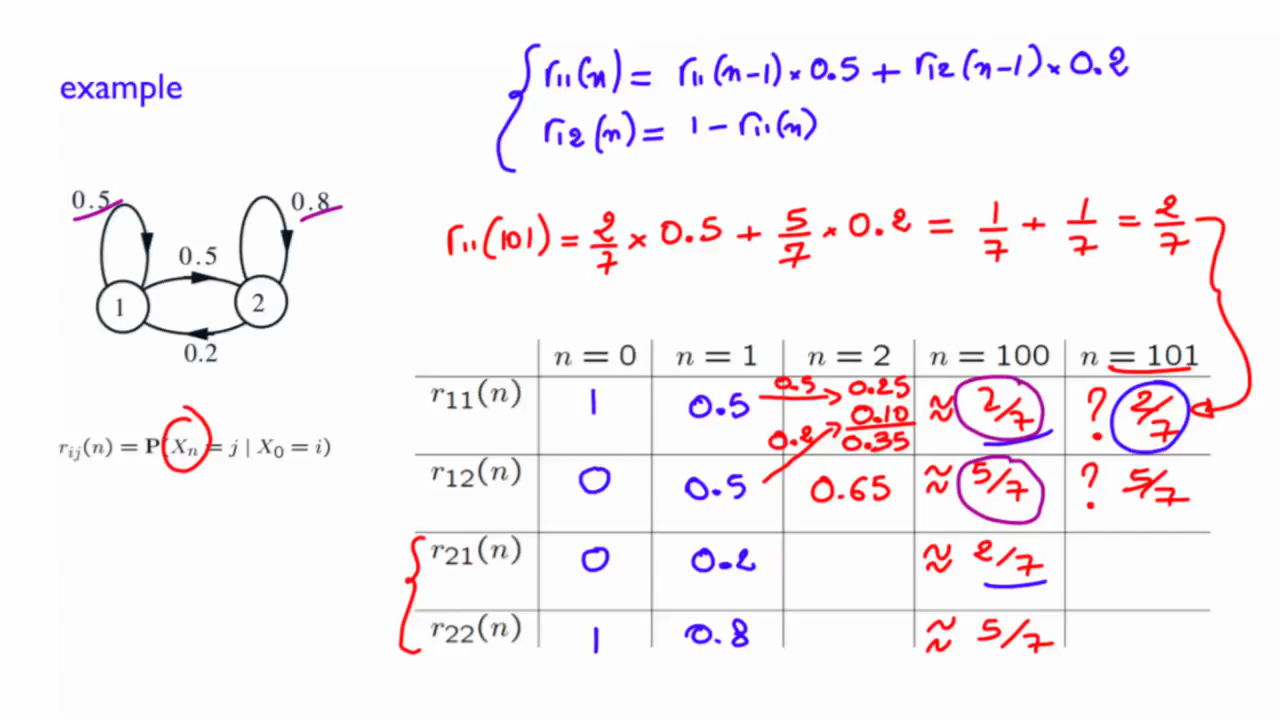 example
r11(n) = r11(n-1) × 0.5 + r12(n-1) × 0.2
r12(n) = 1 - r11(n)
0.5
0.8
0.5
1
2
0.2
r11(101) = 2/7 × 0.5 + 5/7 × 0.2 = 1/7 + 1/7 = 2/7
rij(n) = P(Xn = j | X0 = i)
n = 0 n = 1 n = 2 n = 100 n = 101
r11(n) 1 0.5 0.5 0.25 ≈ 2/7 ? 2/7
0.10
0.2 0.35
r12(n) 0 0.5 0.65 ≈ 5/7 ? 5/7
r21(n) 0 0.2 ≈ 2/7
r22(n) 1 0.8 ≈ 5/7